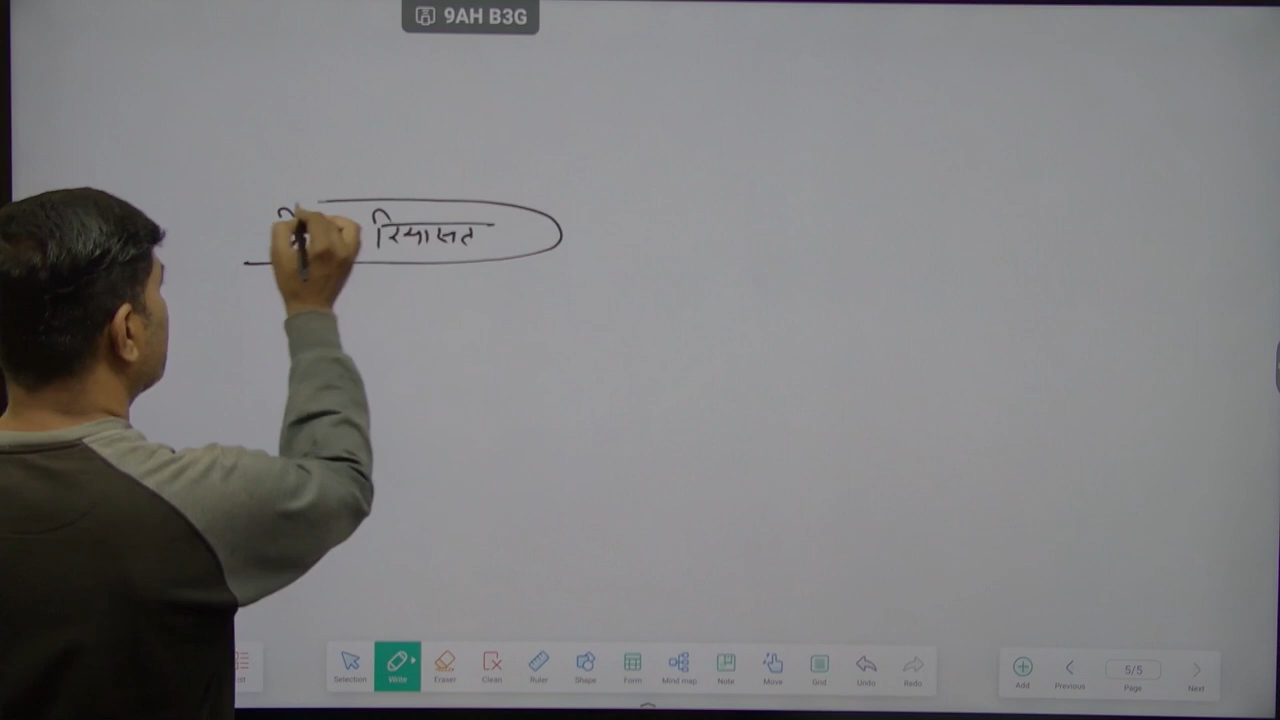 9AH B3G
रियासत
Selection Write Eraser Clean Ruler Shape Form Mind map Note Move Grid Undo Redo
Add Previous 5/5 Page Next